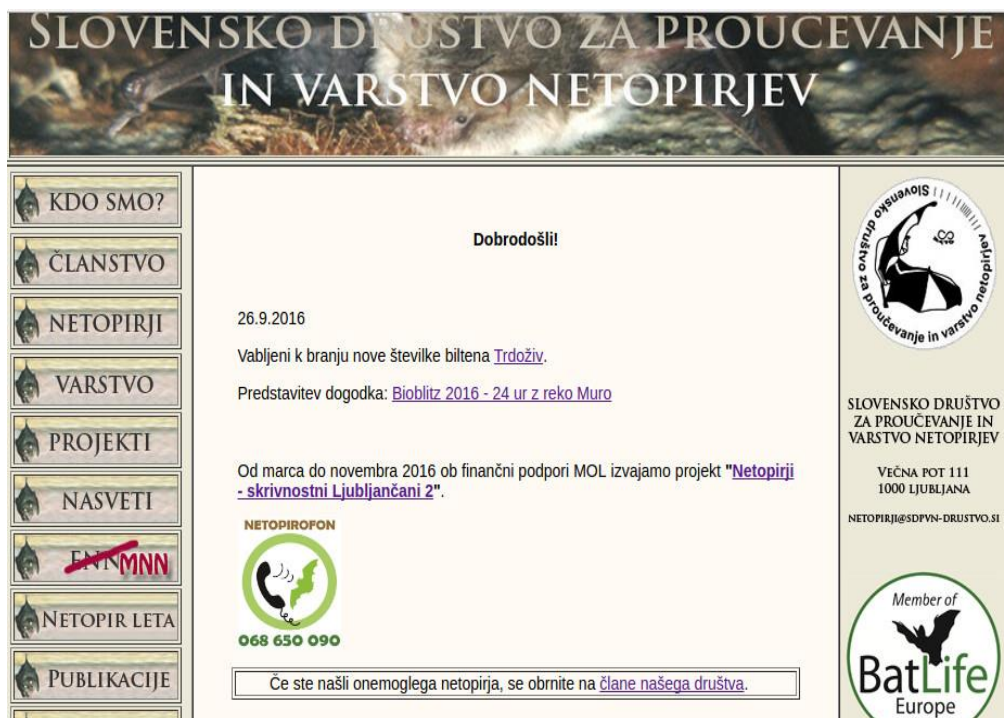 SLOVENSKO DRUSTVO ZA PROUCEVANJE
IN VARSTVO NETOPIRJEV
KDO SMO?
ČLANSTVO
NETOPIRJI
VARSTVO
PROJEKTI
NASVETI
ENN MNN
NETOPIR LETA
PUBLIKACIJE
Dobrodošli!
26.9.2016
Vabljeni k branju nove številke biltena Trdoživ.
Predstavitev dogodka: Bioblitz 2016 - 24 ur z reko Muro
Od marca do novembra 2016 ob finančni podpori MOL izvajamo projekt "Netopirji
- skrivnostni Ljubljančani 2".
NETOPIROFON
068 650 090
Če ste našli onemoglega netopirja, se obrnite na člane našega društva.
Slovensko društvo za proučevanje in varstvo netopirjev
SLOVENSKO DRUŠTVO
ZA PROUČEVANJE IN
VARSTVO NETOPIRJEV
VEČNA POT 111
1000 LJUBLJANA
NETOPIRJI@SDPVN-DRUSTVO.SI
Member of
BatLife
Europe